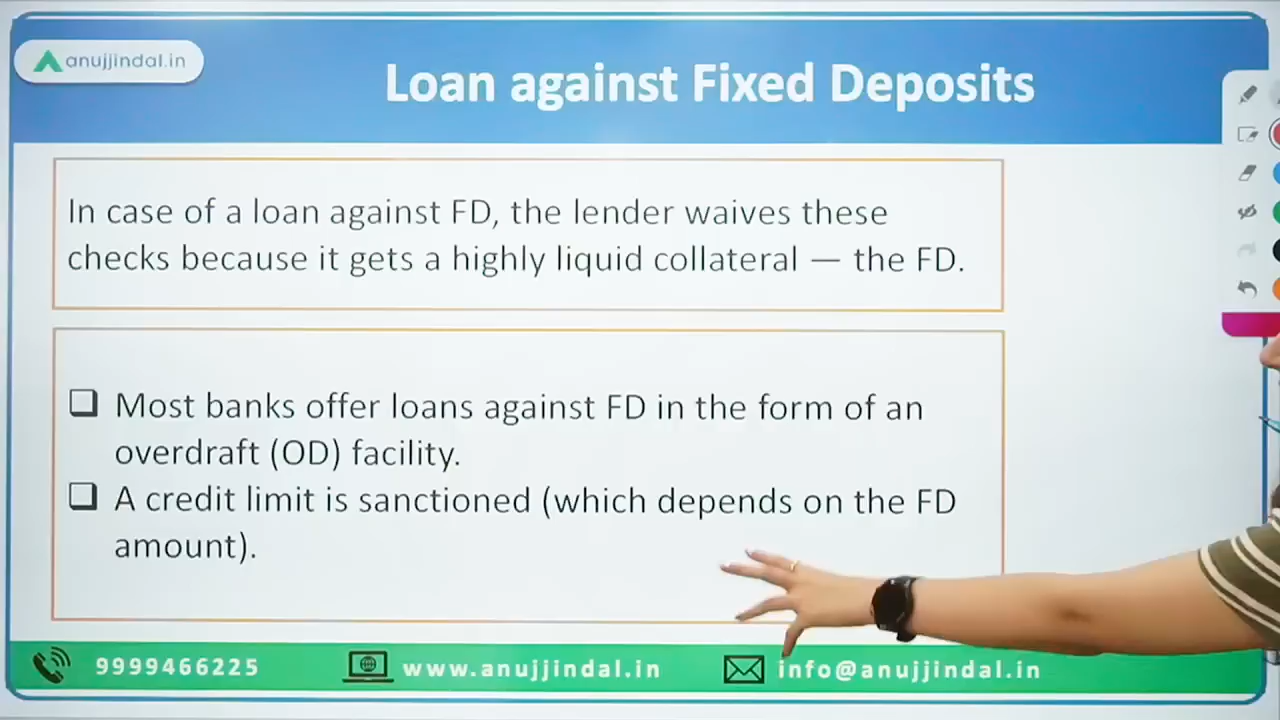 anujjindal.in
Loan against Fixed Deposits
In case of a loan against FD, the lender waives these
checks because it gets a highly liquid collateral — the FD.
❑ Most banks offer loans against FD in the form of an
overdraft (OD) facility.
❑ A credit limit is sanctioned (which depends on the FD
amount).
9999466225 www.anujjindal.in info@anujjindal.in